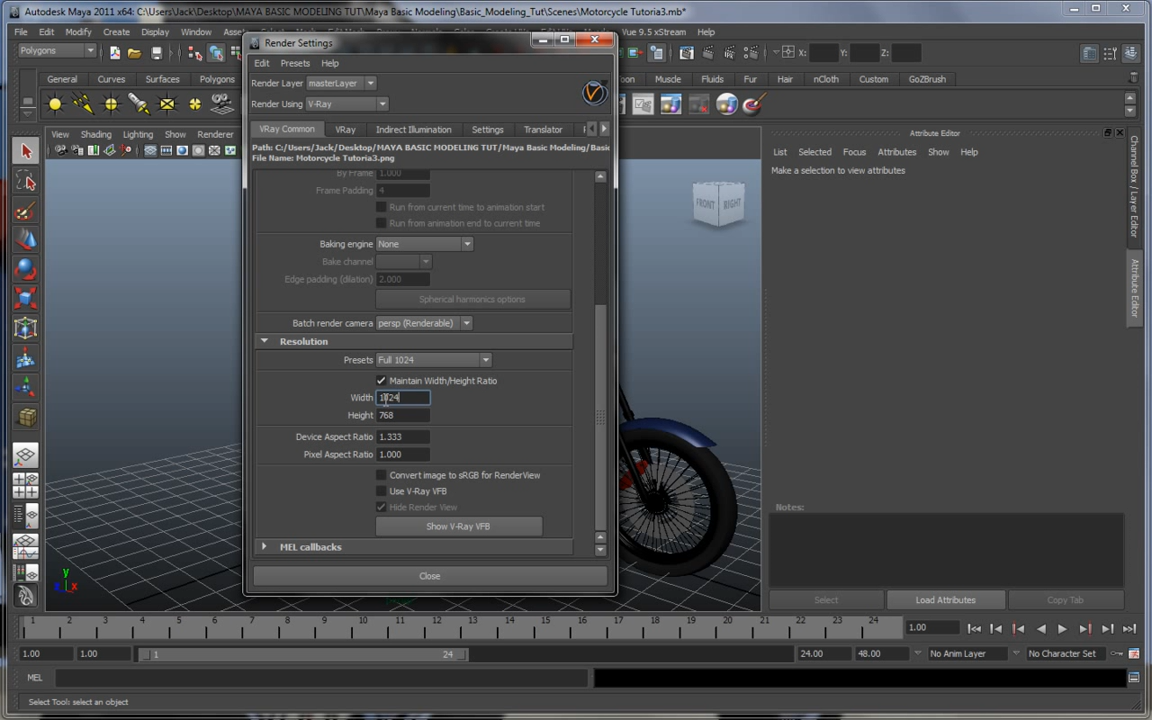 Autodesk Maya 2011 x64: C:\Users\Jack\Desktop\MAYA BASIC MODELING TUT\Maya Basic Modeling\Basic_Modeling_Tut\Scenes\Motorcycle Tutoria3.mb*
File Edit Modify Create Display Window Vue 9.5 xStream Help
Render Settings
Polygons X: Y: Z:
Edit Presets Help
General Curves Surfaces Polygons Muscle Fluids Fur Hair nCloth Custom GoZBrush
Render Layer masterLayer
Render Using V-Ray
VRay Common VRay Indirect Illumination Settings Translator
View Shading Lighting Show Renderer
Attribute Editor
Path: C:/Users/Jack/Desktop/MAYA BASIC MODELING TUT/Maya Basic Modeling/Basic
File Name: Motorcycle Tutoria3.png
List Selected Focus Attributes Show Help
Make a selection to view attributes
Channel Box / Layer Editor
Attribute Editor
By Frame 1.000
Frame Padding 4
Run from current time to animation start
Run from animation end to current time
FRONT RIGHT
Baking engine None
Bake channel
Edge padding (dilation) 2.000
Spherical harmonics options
Batch render camera persp (Renderable)
Resolution
Presets Full 1024
Maintain Width/Height Ratio
Width 1024
Height 768
Device Aspect Ratio 1.333
Pixel Aspect Ratio 1.000
Convert image to sRGB for RenderView
Use V-Ray VFB
Hide Render View
Show V-Ray VFB
MEL callbacks
Close
Notes:
Select Load Attributes Copy Tab
y
x
1 2 3 4 5 6 7 8 9 10 11 12 13 14 15 16 17 18 19 20 21 22 23 24 1.00
1.00 1.00 1 24 24.00 48.00 No Anim Layer No Character Set
MEL
Select Tool: select an object